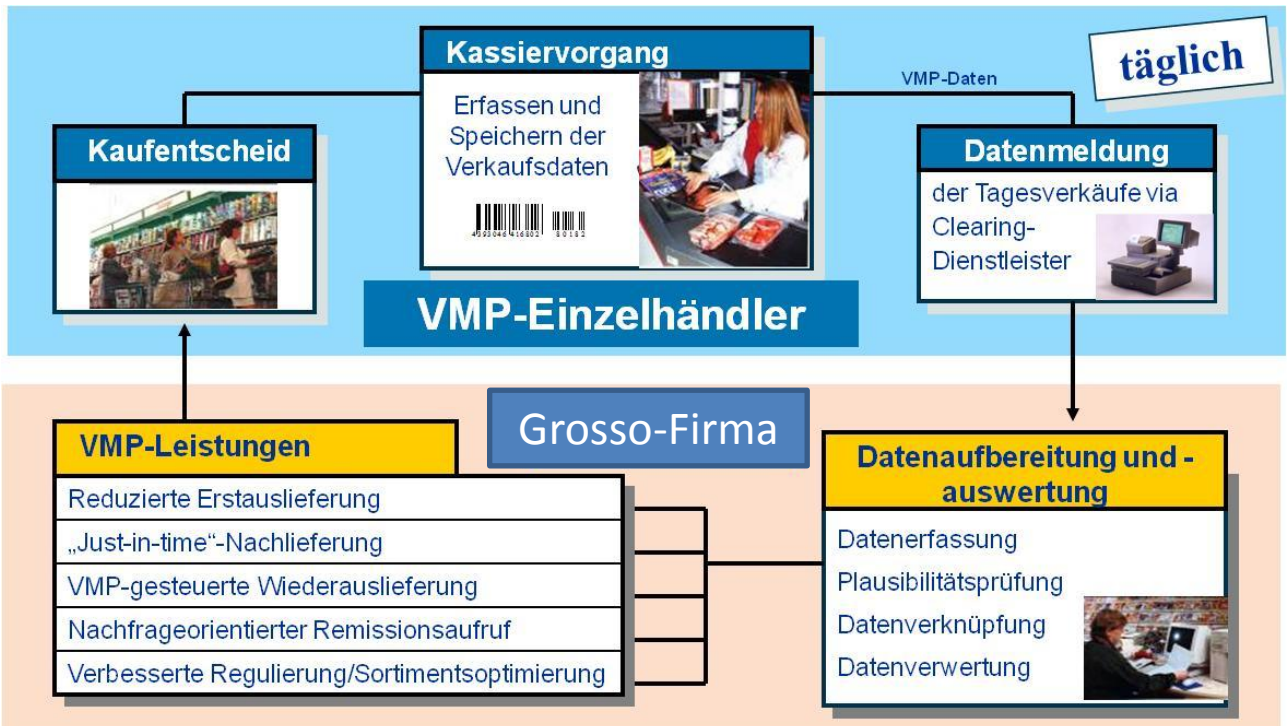 Kassiervorgang
Erfassen und
Speichern der
Verkaufsdaten
4393046416802 80182
VMP-Daten
täglich
Kaufentscheid
Datenmeldung
der Tagesverkäufe via
Clearing-
Dienstleister
VMP-Einzelhändler
Grosso-Firma
VMP-Leistungen
Reduzierte Erstauslieferung
„Just-in-time“-Nachlieferung
VMP-gesteuerte Wiederauslieferung
Nachfrageorientierter Remissionsaufruf
Verbesserte Regulierung/Sortimentsoptimierung
Datenaufbereitung und -
auswertung
Datenerfassung
Plausibilitätsprüfung
Datenverknüpfung
Datenverwertung